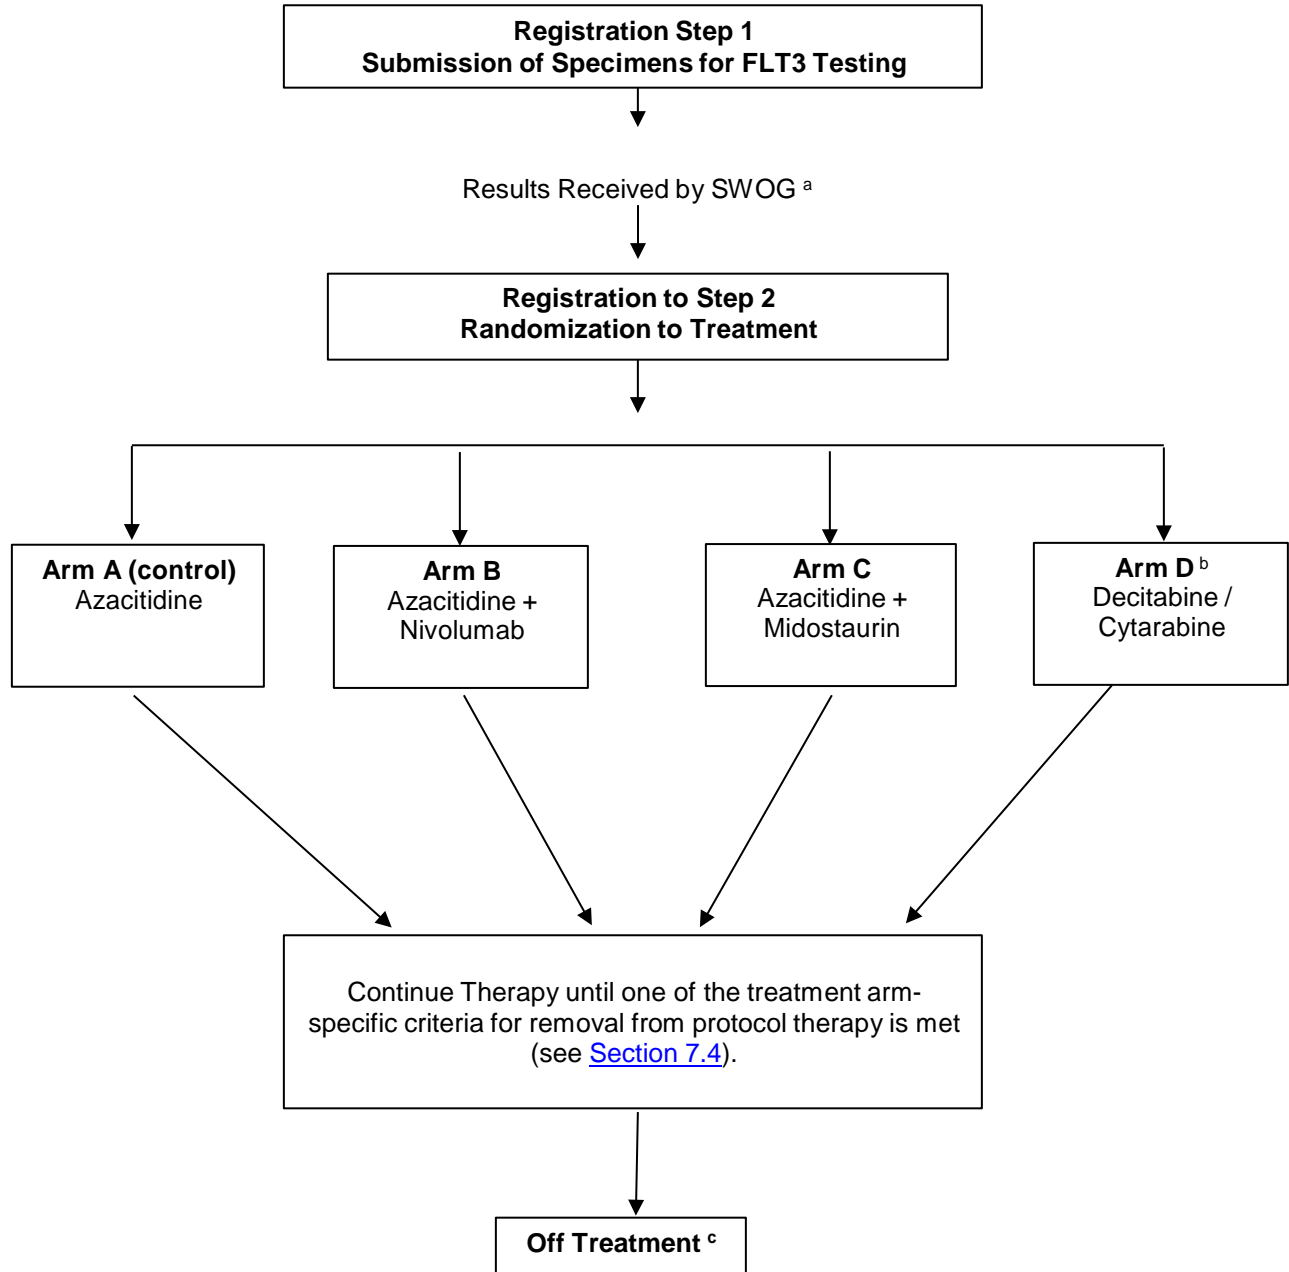 Registration Step 1
Submission of Specimens for FLT3 Testing
Results Received by SWOG a
Registration to Step 2
Randomization to Treatment
Arm A (control)
Azacitidine
Arm B
Azacitidine +
Nivolumab
Arm C
Azacitidine +
Midostaurin
Arm D b
Decitabine /
Cytarabine
Continue Therapy until one of the treatment arm-
specific criteria for removal from protocol therapy is met
(see Section 7.4).
Off Treatment c